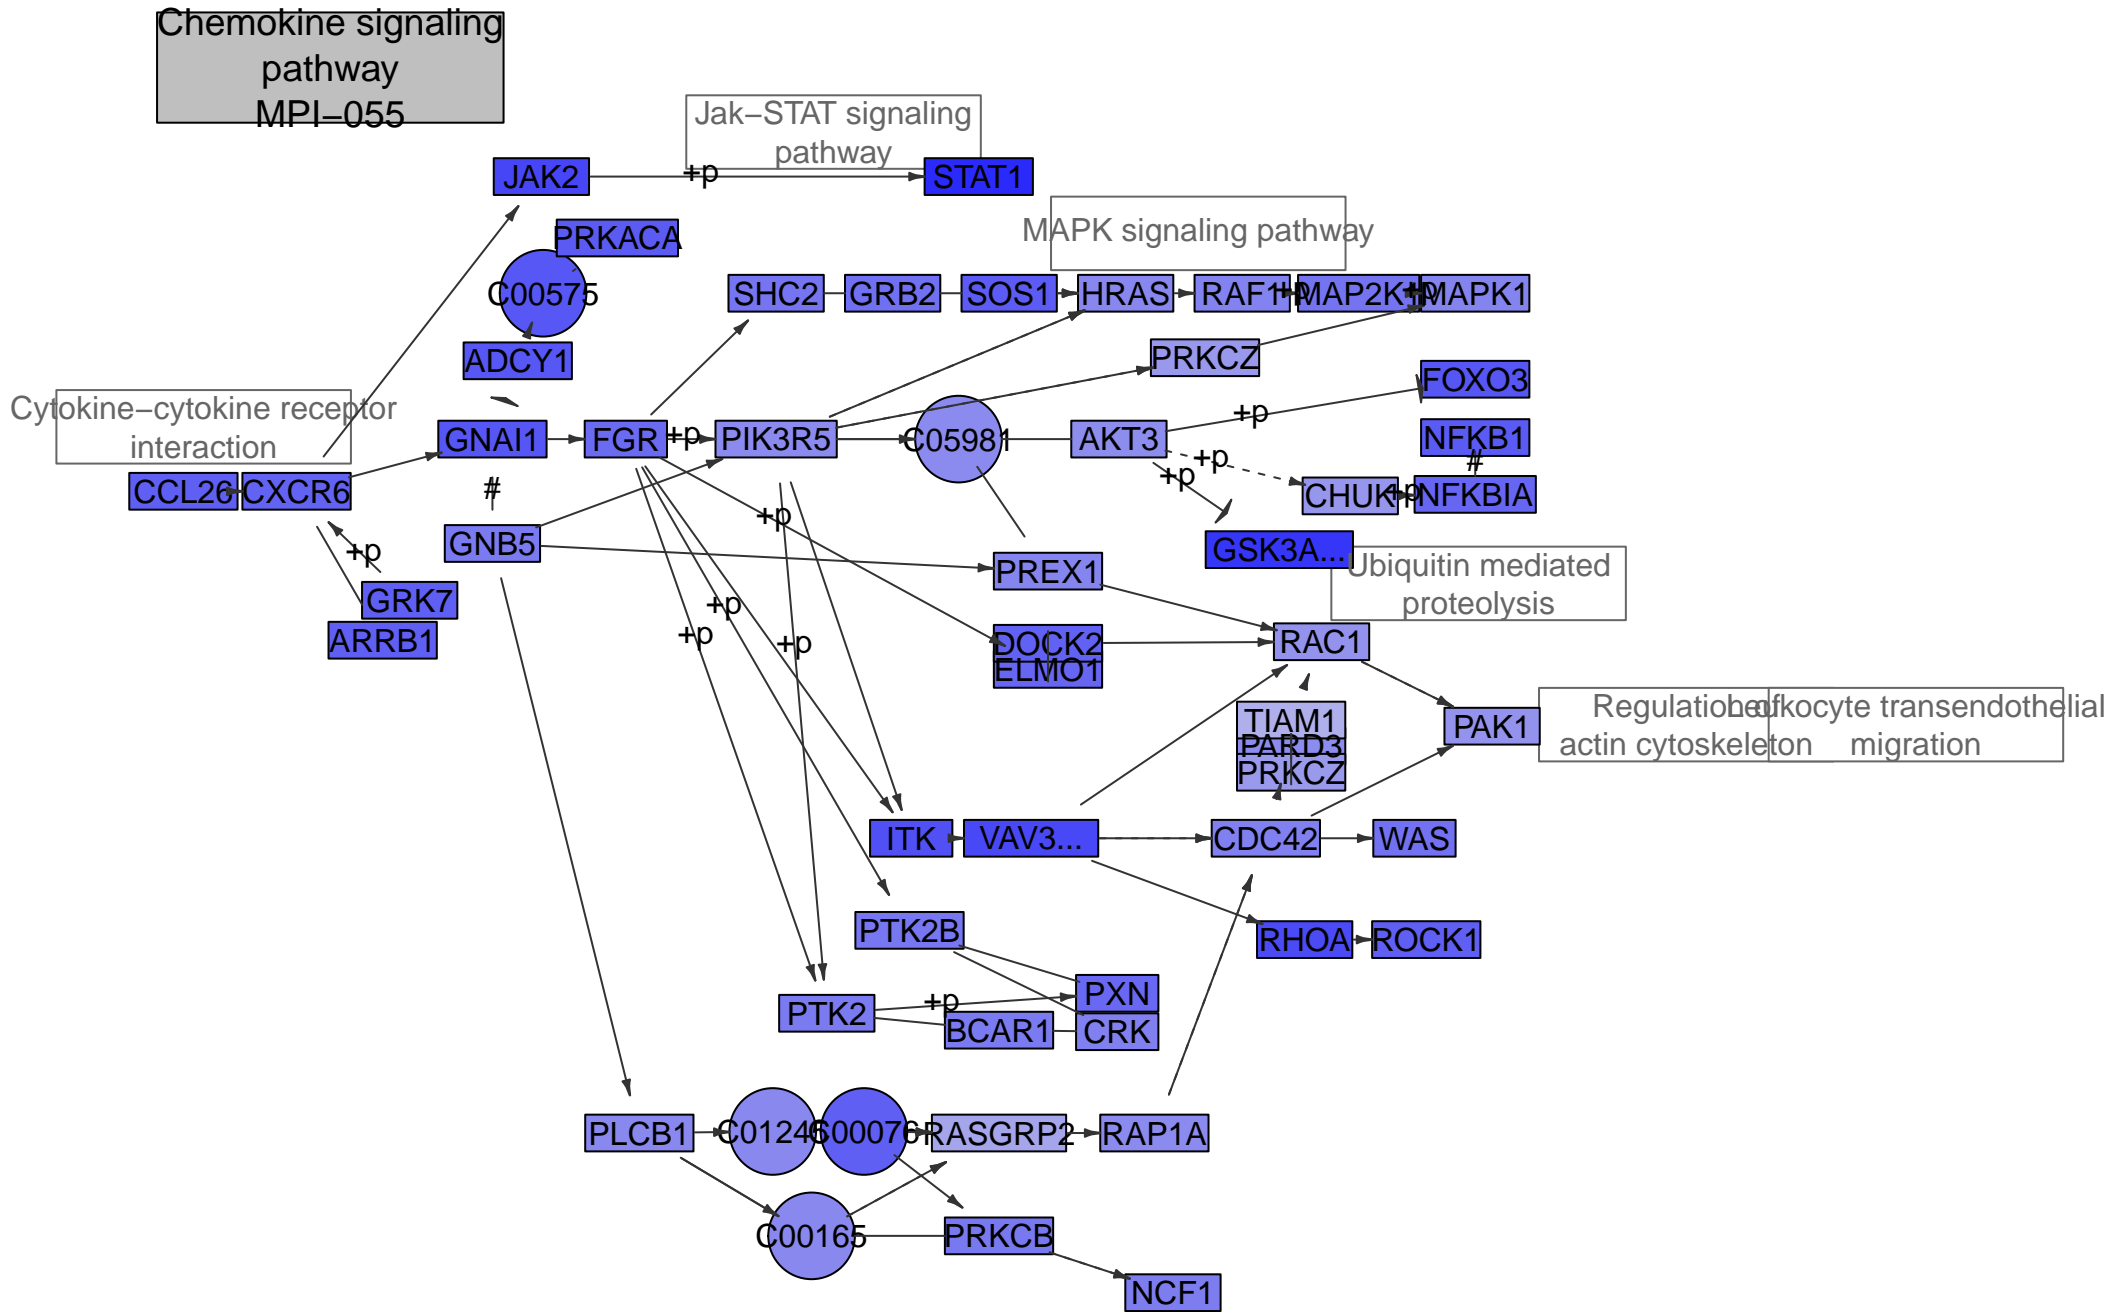 Chemokine signaling
pathway
MPI−055
Jak−STAT signaling
pathway
JAK2
+p
STAT1
PRKACA
MAPK signaling pathway
C00575
SHC2
GRB2
SOS1
HRAS
RAF1
+p
MAP2K1
+p
MAPK1
ADCY1
PRKCZ
FOXO3
Cytokine−cytokine receptor
interaction
+p
GNAI1
FGR
+p
PIK3R5
C05981
AKT3
NFKB1
+p
#
CCL26
CXCR6
#
+p
CHUK
+p
NFKBIA
+p
GNB5
+p
GSK3A...
PREX1
Ubiquitin mediated
proteolysis
GRK7
+p
ARRB1
+p
+p
DOCK2
ELMO1
RAC1
TIAM1
PARD3
PRKCZ
PAK1
Regulation of
actin cytoskeleton
Leukocyte transendothelial
migration
ITK
VAV3...
CDC42
WAS
PTK2B
RHOA
ROCK1
PTK2
+p
PXN
BCAR1
CRK
PLCB1
C01245
C00076
RASGRP2
RAP1A
C00165
PRKCB
NCF1